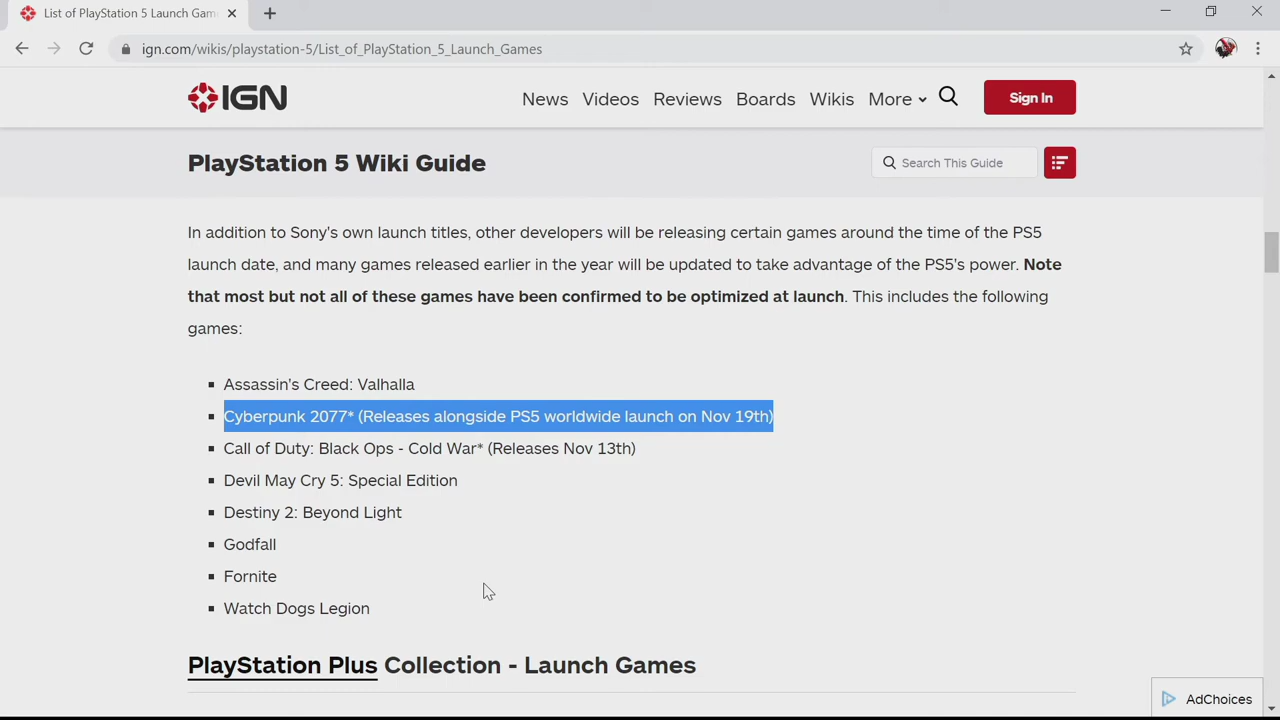 List of PlayStation 5 Launch Gam
ign.com/wikis/playstation-5/List_of_PlayStation_5_Launch_Games
IGN
News Videos Reviews Boards Wikis More Sign In
PlayStation 5 Wiki Guide
Search This Guide
In addition to Sony's own launch titles, other developers will be releasing certain games around the time of the PS5
launch date, and many games released earlier in the year will be updated to take advantage of the PS5's power. Note
that most but not all of these games have been confirmed to be optimized at launch. This includes the following
games:
Assassin's Creed: Valhalla
Cyberpunk 2077* (Releases alongside PS5 worldwide launch on Nov 19th)
Call of Duty: Black Ops - Cold War* (Releases Nov 13th)
Devil May Cry 5: Special Edition
Destiny 2: Beyond Light
Godfall
Fornite
Watch Dogs Legion
PlayStation Plus Collection - Launch Games
AdChoices